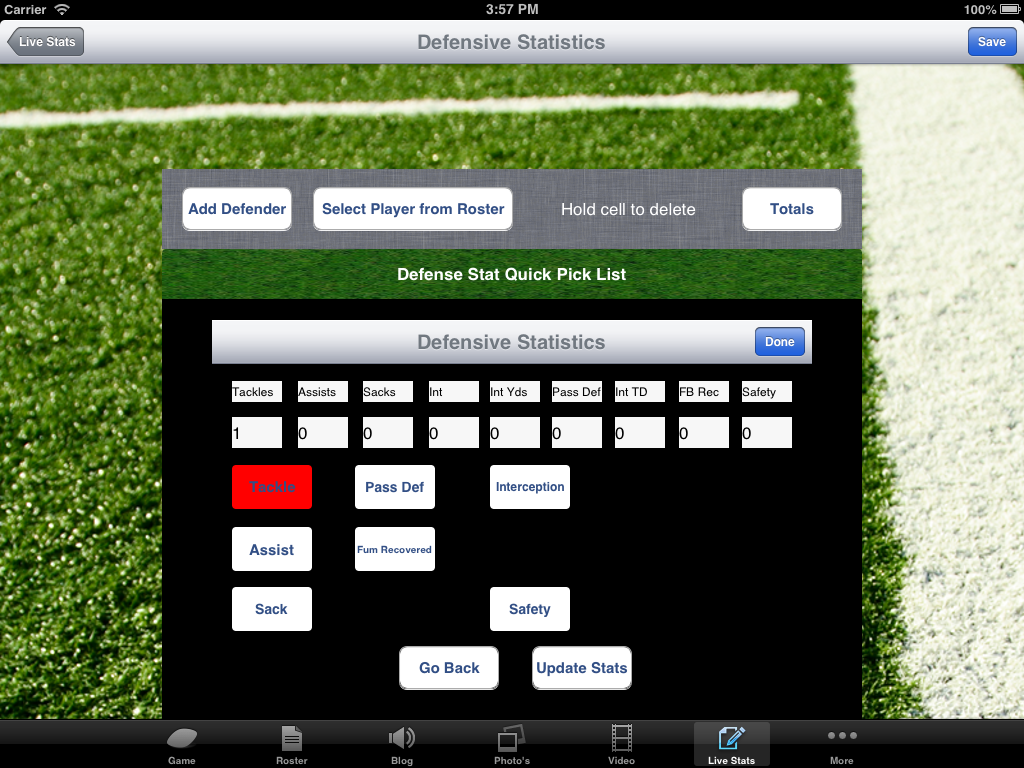 Carrier 3:57 PM 100%
Live Stats Defensive Statistics Save
Add Defender Select Player from Roster Hold cell to delete Totals
Defense Stat Quick Pick List
Defensive Statistics Done
Tackles Assists Sacks Int Int Yds Pass Def Int TD FB Rec Safety
1 0 0 0 0 0 0 0 0
Tackle Pass Def Interception
Assist Fum Recovered
Sack Safety
Go Back Update Stats
Game Roster Blog Photo's Video Live Stats More